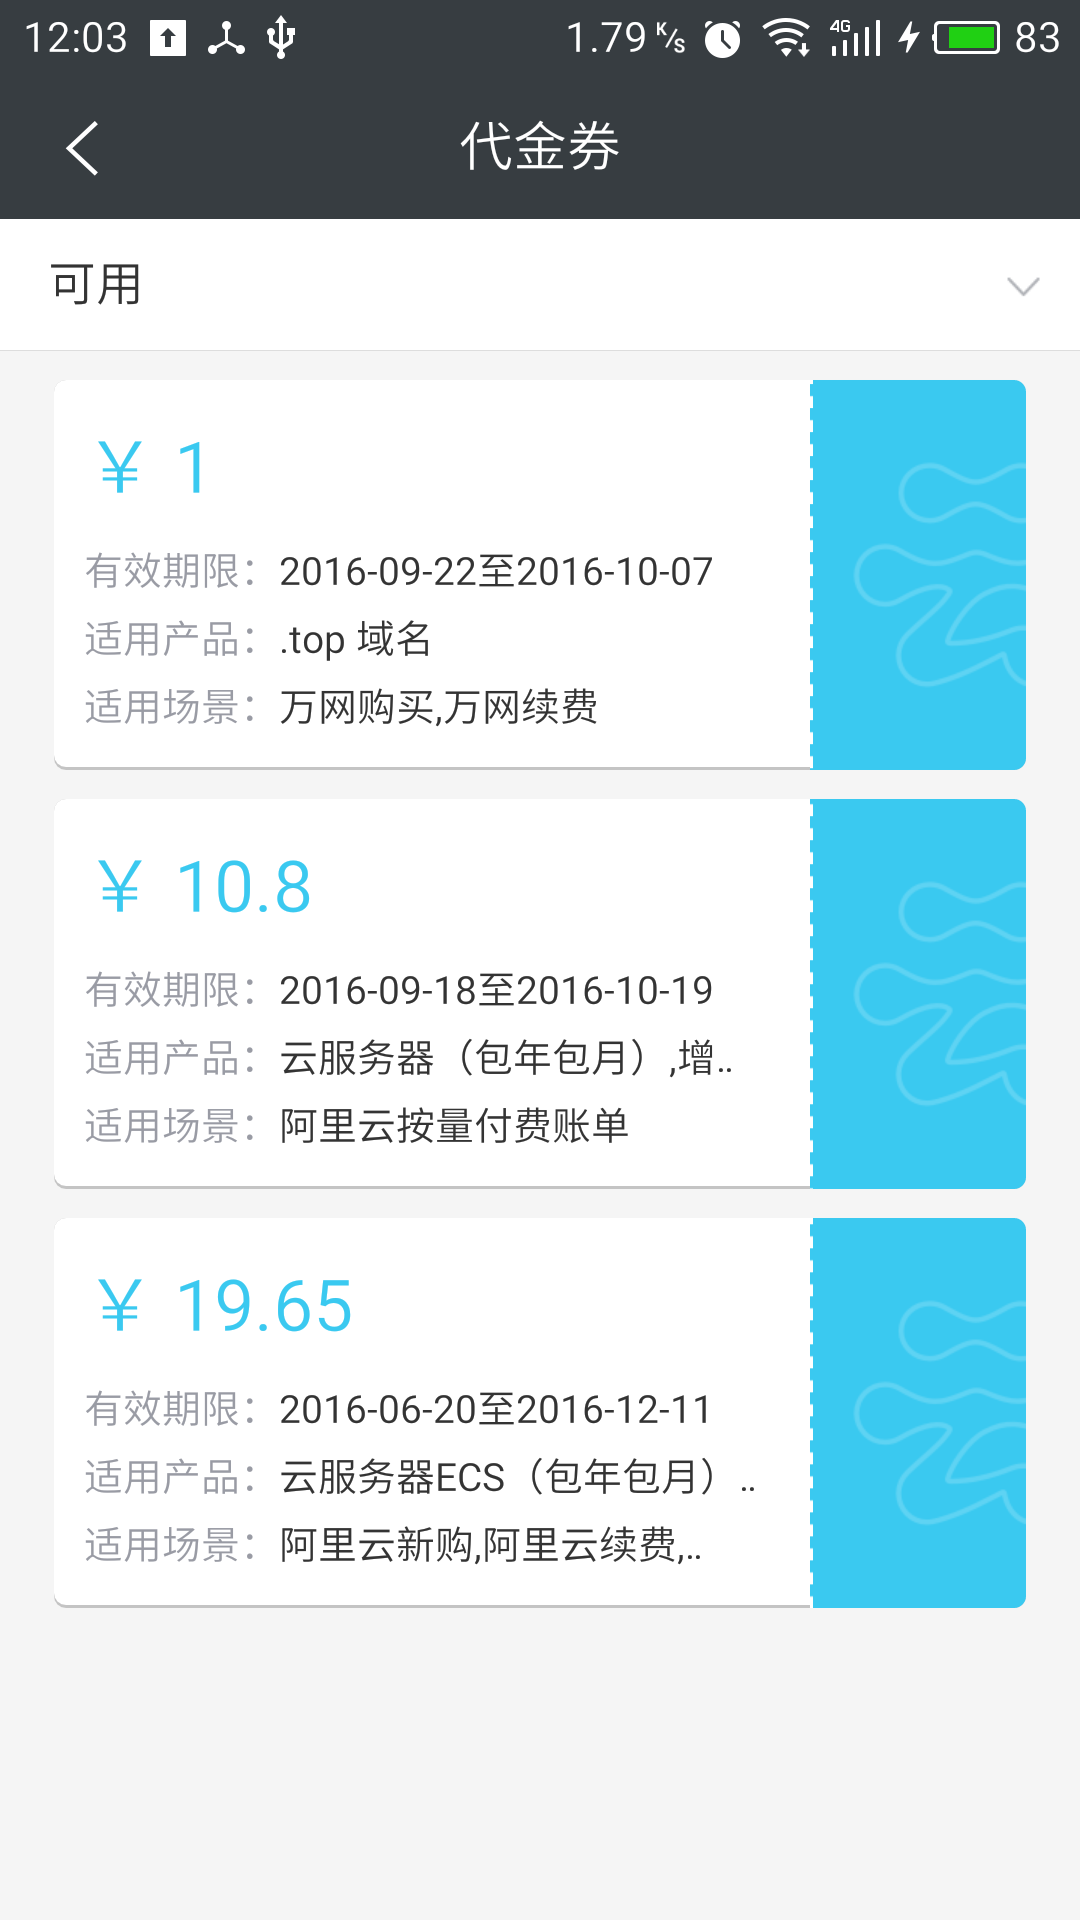 12:03 1.79 K/s 4G 83
代金券
可用
¥ 1
有效期限：2016-09-22至2016-10-07
适用产品：.top 域名
适用场景：万网购买,万网续费
¥ 10.8
有效期限：2016-09-18至2016-10-19
适用产品：云服务器（包年包月）,增..
适用场景：阿里云按量付费账单
¥ 19.65
有效期限：2016-06-20至2016-12-11
适用产品：云服务器ECS（包年包月）..
适用场景：阿里云新购,阿里云续费,..